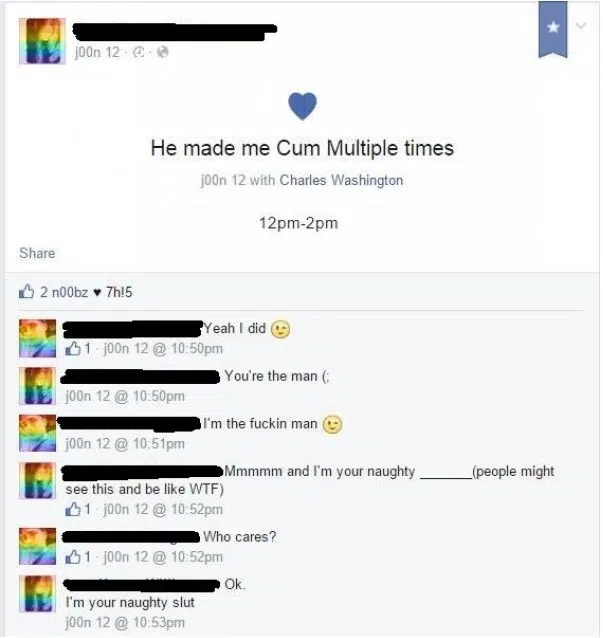 j00n 12
He made me Cum Multiple times
j00n 12 with Charles Washington
12pm-2pm
Share
2 n00bz ♥ 7h!5
Yeah I did 😉
1 · j00n 12 @ 10:50pm
You're the man (;
j00n 12 @ 10:50pm
I'm the fuckin man 😉
j00n 12 @ 10:51pm
Mmmmm and I'm your naughty ______(people might
see this and be like WTF)
1 · j00n 12 @ 10:52pm
Who cares?
1 · j00n 12 @ 10:52pm
Ok.
I'm your naughty slut
j00n 12 @ 10:53pm